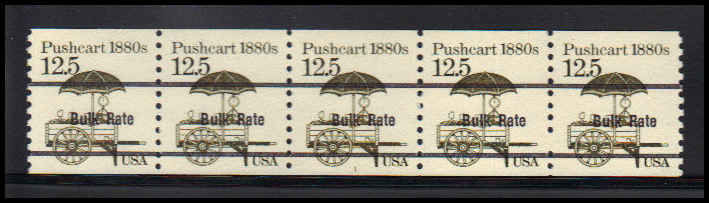 Pushcart 1880s Pushcart 1880s Pushcart 1880s Pushcart 1880s Pushcart 1880s
12.5 12.5 12.5 12.5 12.5
Bulk Rate Bulk Rate Bulk Rate Bulk Rate Bulk Rate
USA USA USA USA USA
1